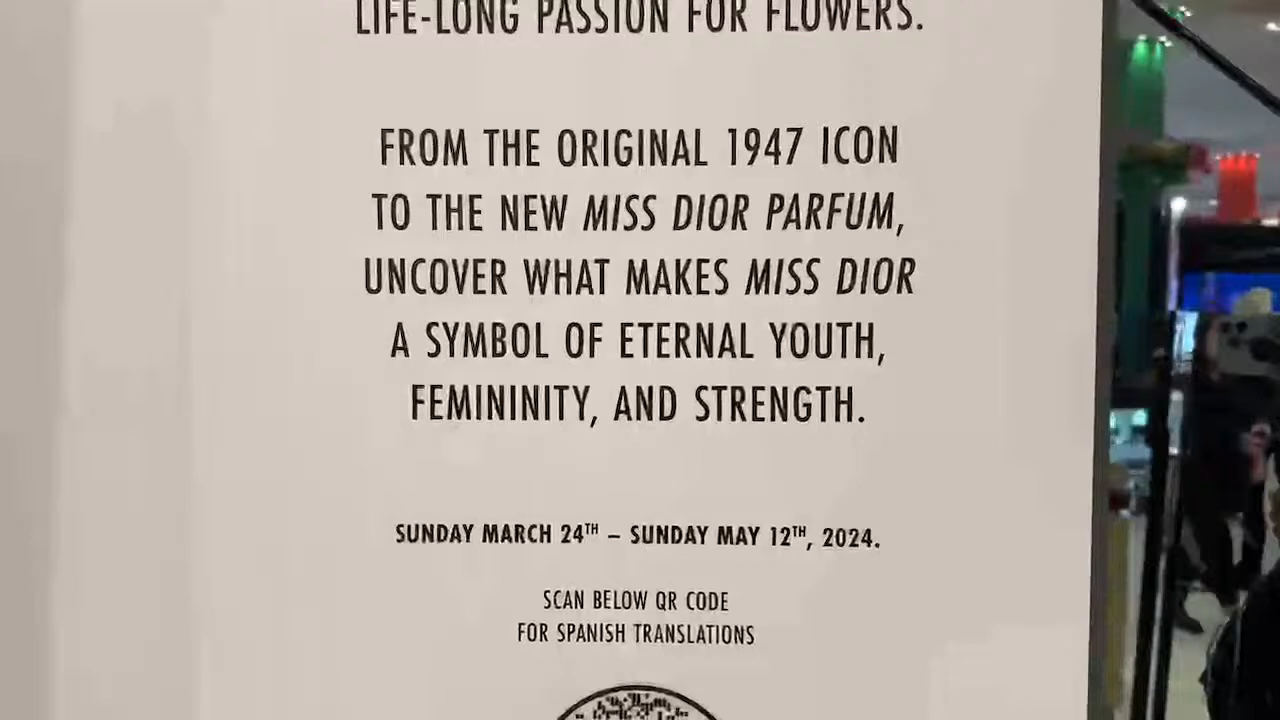 LIFE-LONG PASSION FOR FLOWERS.
FROM THE ORIGINAL 1947 ICON
TO THE NEW MISS DIOR PARFUM,
UNCOVER WHAT MAKES MISS DIOR
A SYMBOL OF ETERNAL YOUTH,
FEMININITY, AND STRENGTH.
SUNDAY MARCH 24TH – SUNDAY MAY 12TH, 2024.
SCAN BELOW QR CODE
FOR SPANISH TRANSLATIONS